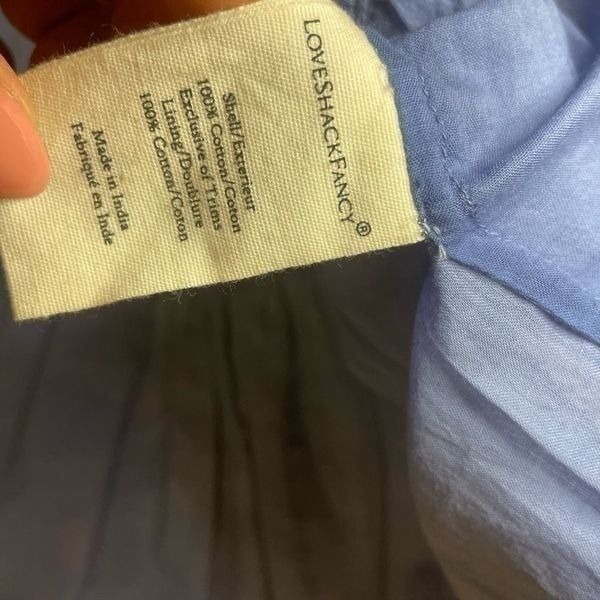 LOVESHACKFANCY®
Shell/Exterieur
100% Cotton/Coton
Exclusive of Trims
Lining/Doublure
100% Cotton/Coton
Made in India
Fabriqué en Inde